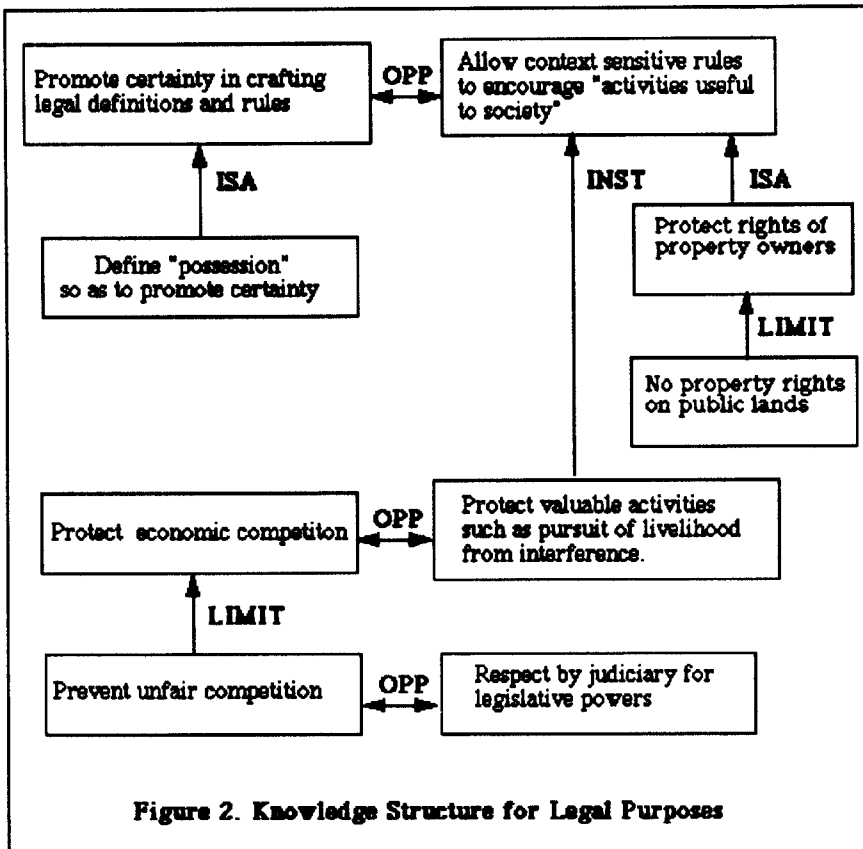 Promote certainty in crafting
legal definitions and rules
OPP
Allow context sensitive rules
to encourage "activities useful
to society"
ISA
INST
ISA
Define "possession"
so as to promote certainty
Protect rights of
property owners
LIMIT
No property rights
on public lands
Protect economic competiton
OPP
Protect valuable activities
such as pursuit of livelihood
from interference.
LIMIT
Prevent unfair competition
OPP
Respect by judiciary for
legislative powers
Figure 2. Knowledge Structure for Legal Purposes